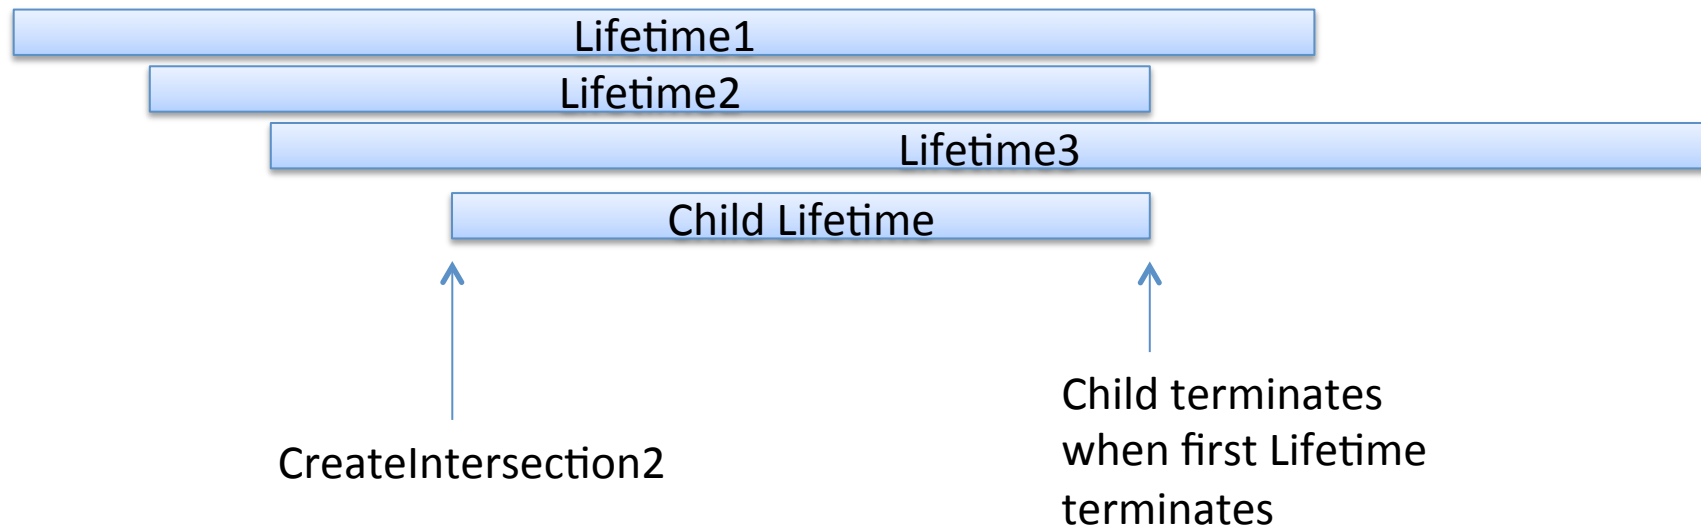 Lifetime1
Lifetime2
Lifetime3
Child Lifetime
CreateIntersection2
Child terminates
when first Lifetime
terminates